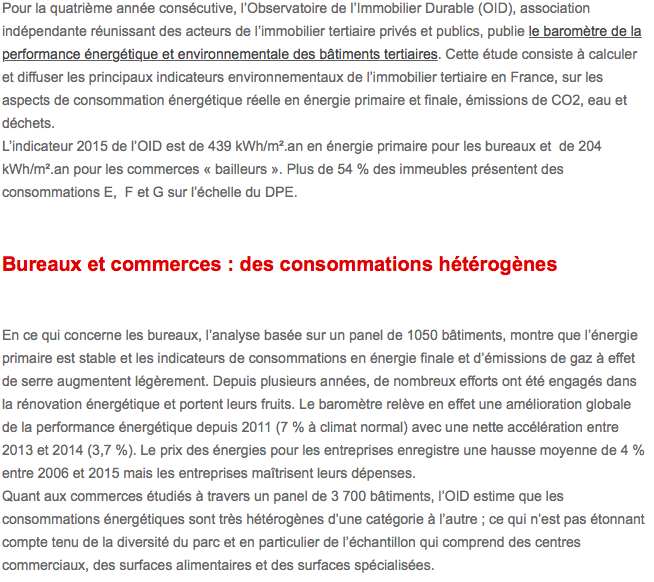 Pour la quatrième année consécutive, l’Observatoire de l’Immobilier Durable (OID), association
indépendante réunissant des acteurs de l’immobilier tertiaire privés et publics, publie le baromètre de la
performance énergétique et environnementale des bâtiments tertiaires. Cette étude consiste à calculer
et diffuser les principaux indicateurs environnementaux de l’immobilier tertiaire en France, sur les
aspects de consommation énergétique réelle en énergie primaire et finale, émissions de CO2, eau et
déchets.
L’indicateur 2015 de l’OID est de 439 kWh/m².an en énergie primaire pour les bureaux et  de 204
kWh/m².an pour les commerces « bailleurs ». Plus de 54 % des immeubles présentent des
consommations E,  F et G sur l’échelle du DPE.
Bureaux et commerces : des consommations hétérogènes
En ce qui concerne les bureaux, l’analyse basée sur un panel de 1050 bâtiments, montre que l’énergie
primaire est stable et les indicateurs de consommations en énergie finale et d’émissions de gaz à effet
de serre augmentent légèrement. Depuis plusieurs années, de nombreux efforts ont été engagés dans
la rénovation énergétique et portent leurs fruits. Le baromètre relève en effet une amélioration globale
de la performance énergétique depuis 2011 (7 % à climat normal) avec une nette accélération entre
2013 et 2014 (3,7 %). Le prix des énergies pour les entreprises enregistre une hausse moyenne de 4 %
entre 2006 et 2015 mais les entreprises maîtrisent leurs dépenses.
Quant aux commerces étudiés à travers un panel de 3 700 bâtiments, l’OID estime que les
consommations énergétiques sont très hétérogènes d’une catégorie à l’autre ; ce qui n’est pas étonnant
compte tenu de la diversité du parc et en particulier de l’échantillon qui comprend des centres
commerciaux, des surfaces alimentaires et des surfaces spécialisées.